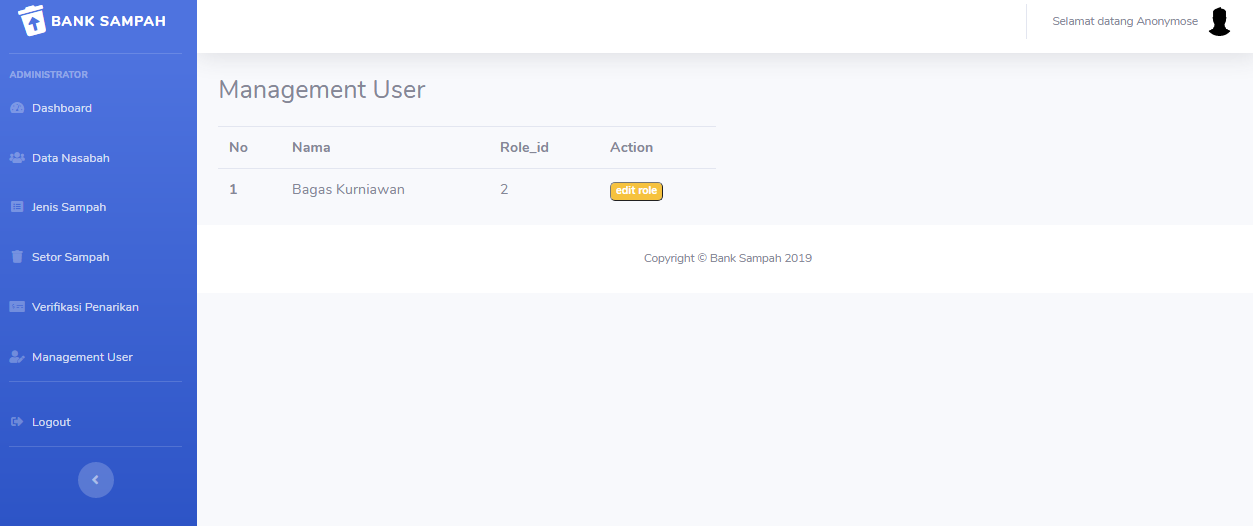 BANK SAMPAH
Selamat datang Anonymose
ADMINISTRATOR
Dashboard
Data Nasabah
Jenis Sampah
Setor Sampah
Verifikasi Penarikan
Management User
Logout
Management User
No Nama Role_id Action
1 Bagas Kurniawan 2 edit role
Copyright © Bank Sampah 2019